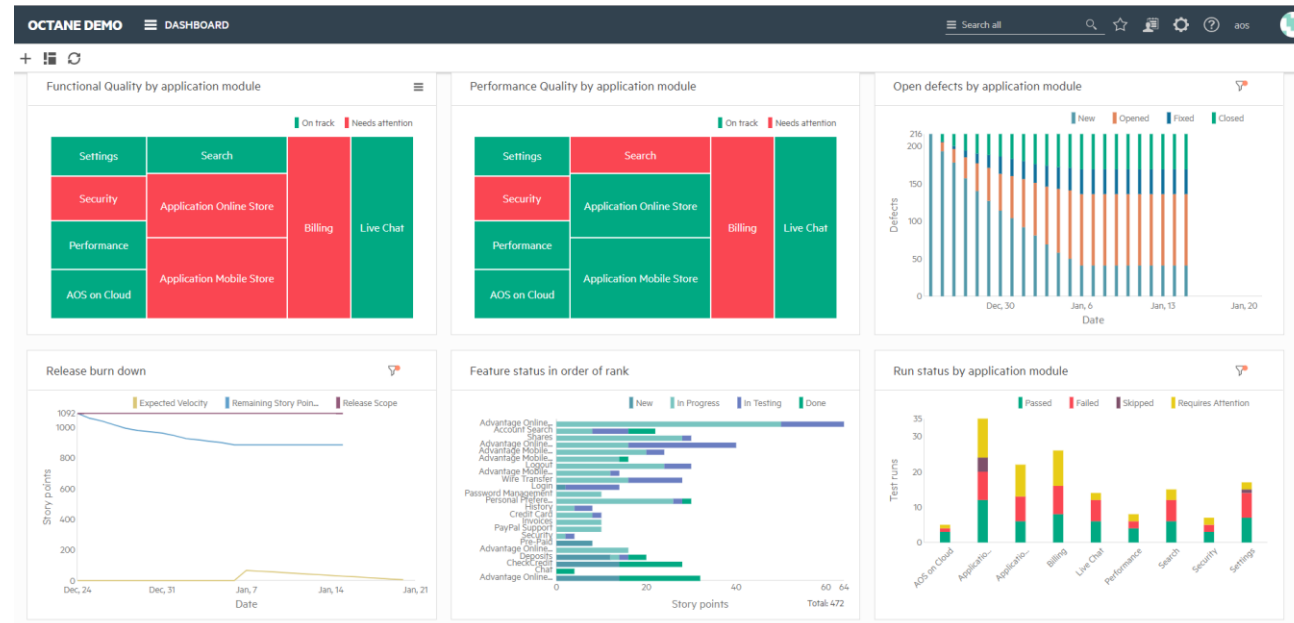 OCTANE DEMO DASHBOARD Search all aos
Functional Quality by application module
On track Needs attention
Settings Search
Security Application Online Store
Billing Live Chat
Performance
Application Mobile Store
AOS on Cloud
Performance Quality by application module
On track Needs attention
Settings Search
Security Application Online Store
Billing Live Chat
Performance
Application Mobile Store
AOS on Cloud
Open defects by application module
New Opened Fixed Closed
216
200
150
100
50
0
Defects
Dec, 30 Jan, 6 Jan, 13 Jan, 20
Date
Release burn down
Expected Velocity Remaining Story Poin... Release Scope
1092
1000
800
600
400
200
0
Story points
Dec, 24 Dec, 31 Jan, 7 Jan, 14 Jan, 21
Date
Feature status in order of rank
New In Progress In Testing Done
Advantage Online...
Account Search
Shares
Advantage Online...
Advantage Mobile...
Advantage Mobile...
Logout
Advantage Mobile...
Wire Transfer
Login
Password Management
Personal Prefere...
History
Credit Card
Invoices
PayPal Support
Security
Pre-Paid
Advantage Online...
Deposits
CheckCredit
Chat
Advantage Online...
0 20 40 60 64
Story points Total: 472
Run status by application module
Passed Failed Skipped Requires Attention
35
30
20
10
0
Test runs
AOS on Cloud
Applicatio...
Applicatio...
Billing
Live Chat
Performance
Search
Security
Settings